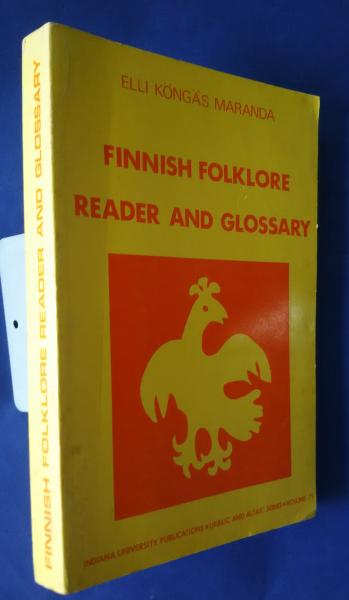 ELLI KÖNGÄS MARANDA
FINNISH FOLKLORE
READER AND GLOSSARY
INDIANA UNIVERSITY PUBLICATIONS • URALIC AND ALTAIC SERIES • VOLUME 71
FINNISH FOLKLORE READER AND GLOSSARY